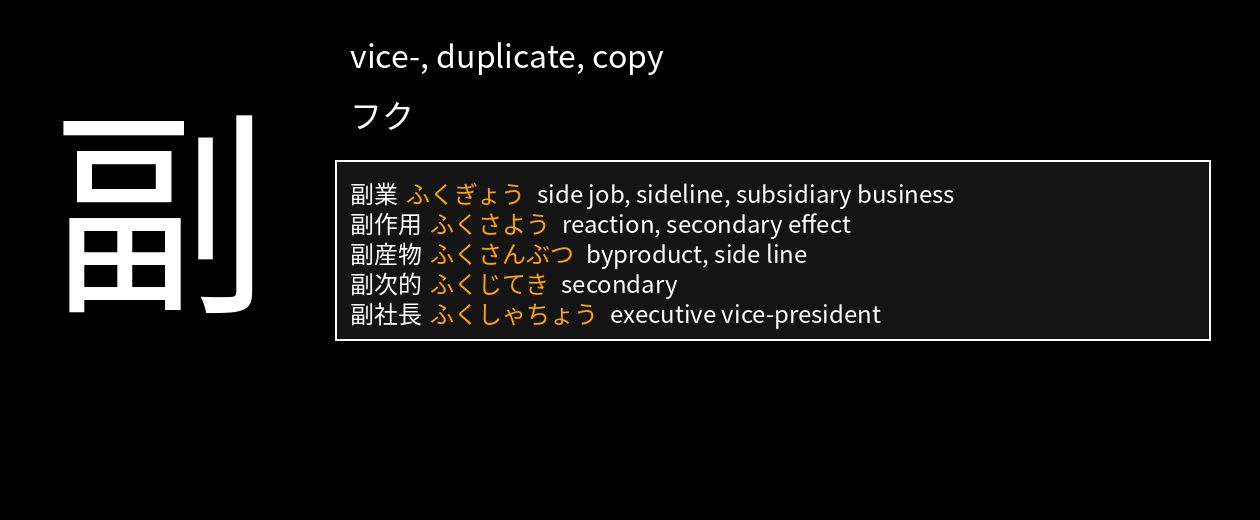 副
vice-, duplicate, copy
フク
副業 ふくぎょう side job, sideline, subsidiary business
副作用 ふくさよう reaction, secondary effect
副産物 ふくさんぶつ byproduct, side line
副次的 ふくじてき secondary
副社長 ふくしゃちょう executive vice-president